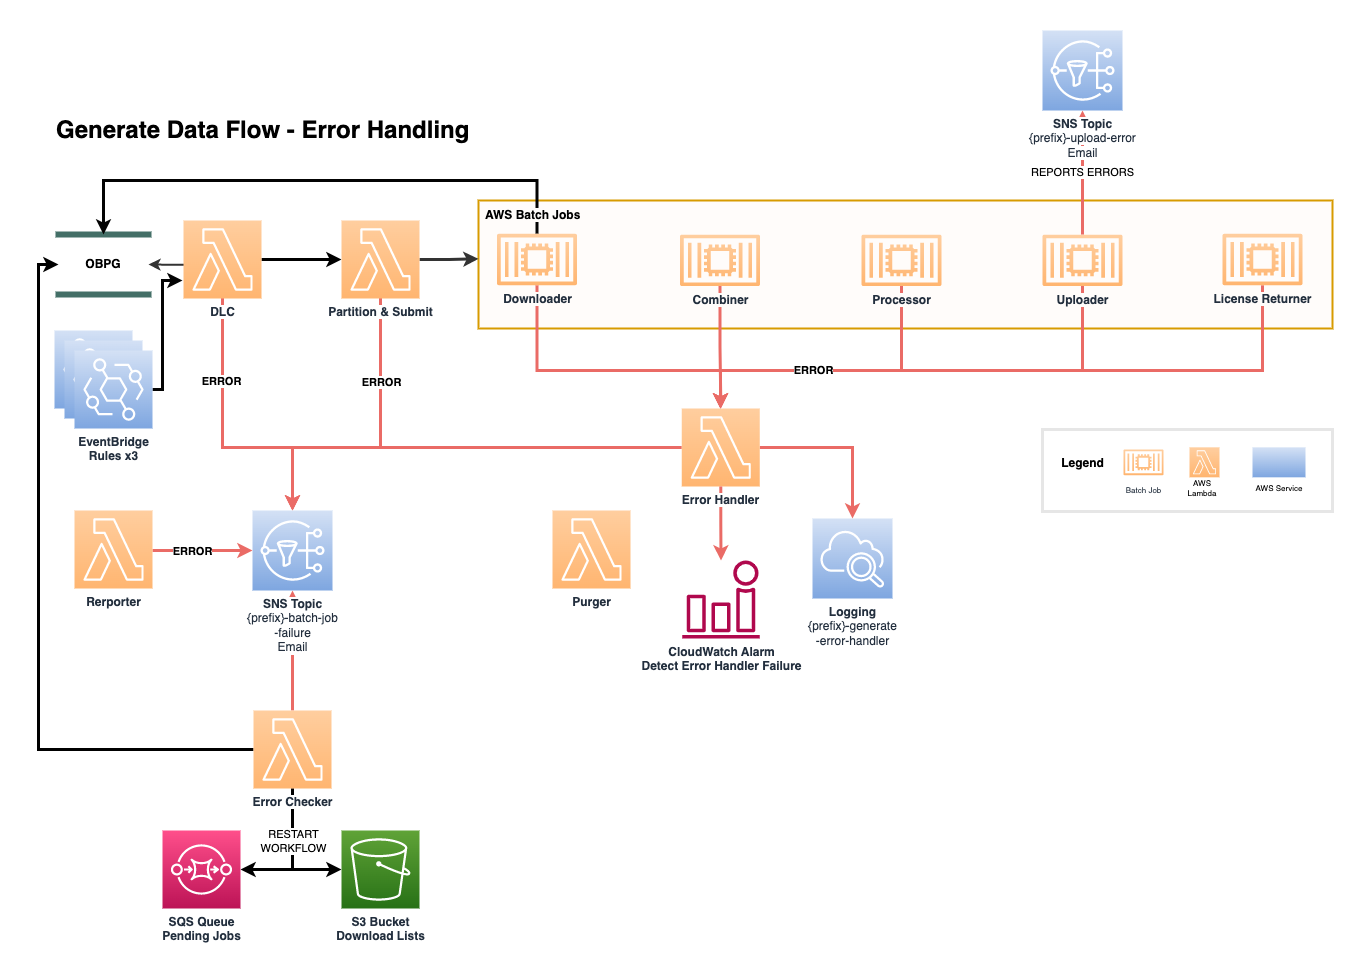 SNS Topic
{prefix}-upload-error
Email
REPORTS ERRORS
Generate Data Flow - Error Handling
AWS Batch Jobs
OBPG
DLC
Partition & Submit
Downloader
Combiner
Processor
Uploader
License Returner
ERROR
ERROR
ERROR
EventBridge
Rules x3
Error Handler
Legend
Batch Job
AWS
Lambda
AWS Service
ERROR
Rerporter
SNS Topic
{prefix}-batch-job
-failure
Email
Purger
CloudWatch Alarm
Detect Error Handler Failure
Logging
{prefix}-generate
-error-handler
Error Checker
RESTART
WORKFLOW
SQS Queue
Pending Jobs
S3 Bucket
Download Lists